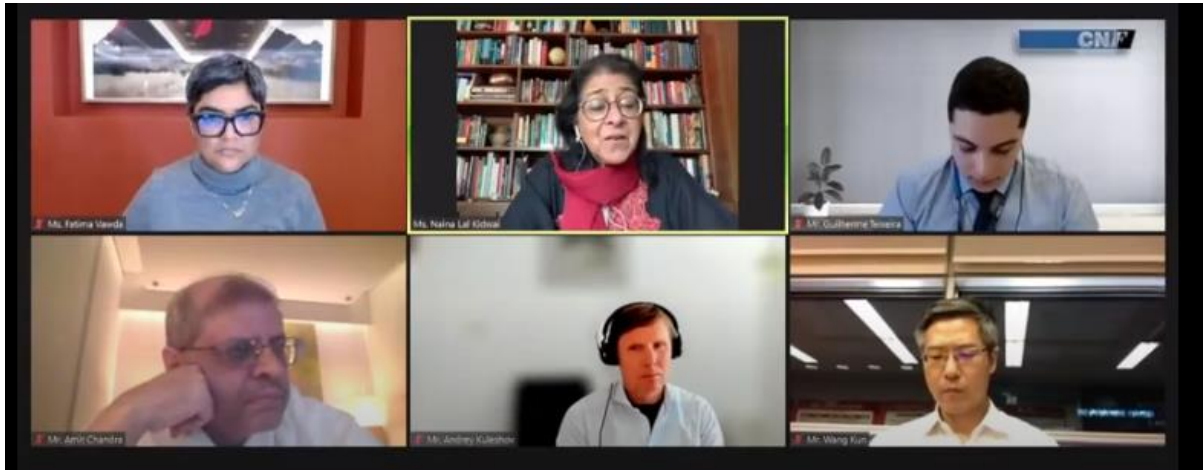 CNF
Ms. Fatima Vawda
Ms. Naina Lal Kidwai
Mr. Guilherme Teixeira
Mr. Amir Chandra
Mr. Andrey Kuleshov
Mr. Wang Kun